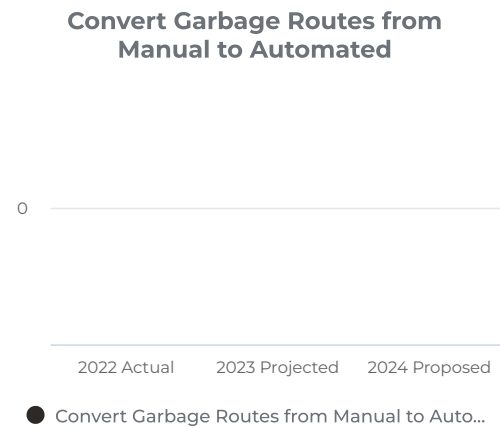 Convert Garbage Routes from
Manual to Automated
0
2022 Actual 2023 Projected 2024 Proposed
Convert Garbage Routes from Manual to Auto...